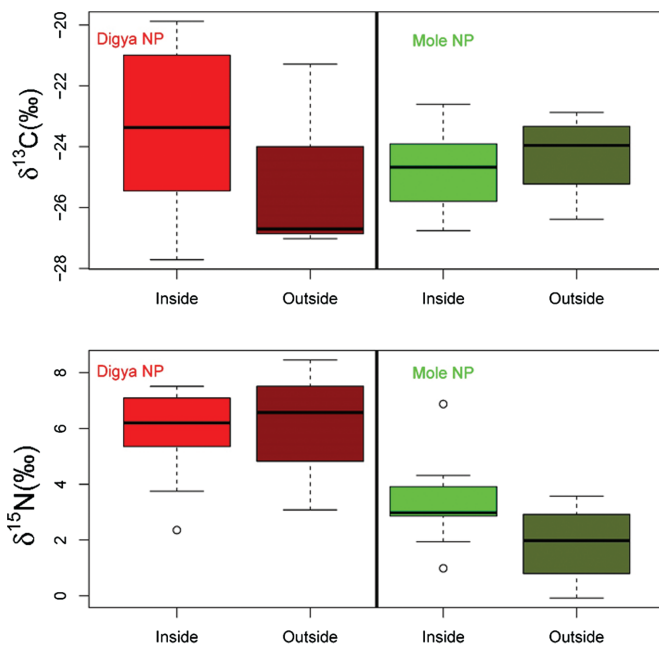 δ¹³C(‰)
-20
-22
-24
-26
-28
Digya NP
Mole NP
Inside
Outside
Inside
Outside
δ¹⁵N(‰)
8
6
4
2
0
Digya NP
Mole NP
Inside
Outside
Inside
Outside